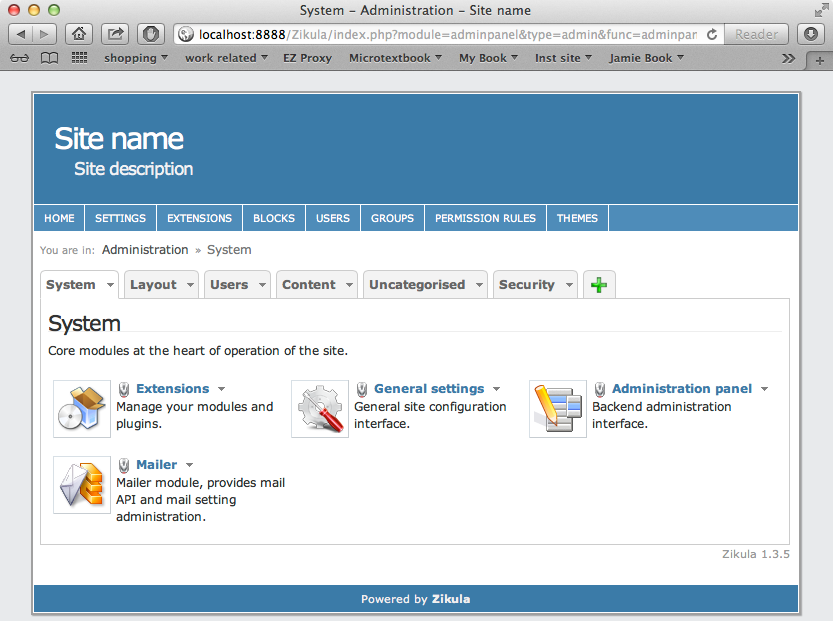 System – Administration – Site name
localhost:8888/Zikula/index.php?module=adminpanel&type=admin&func=adminpar
Reader
shopping work related EZ Proxy Microtextbook My Book Inst site Jamie Book
Site name
Site description
HOME SETTINGS EXTENSIONS BLOCKS USERS GROUPS PERMISSION RULES THEMES
You are in: Administration » System
System Layout Users Content Uncategorised Security
System
Core modules at the heart of operation of the site.
Extensions
Manage your modules and
plugins.
General settings
General site configuration
interface.
Administration panel
Backend administration
interface.
Mailer
Mailer module, provides mail
API and mail setting
administration.
Zikula 1.3.5
Powered by Zikula